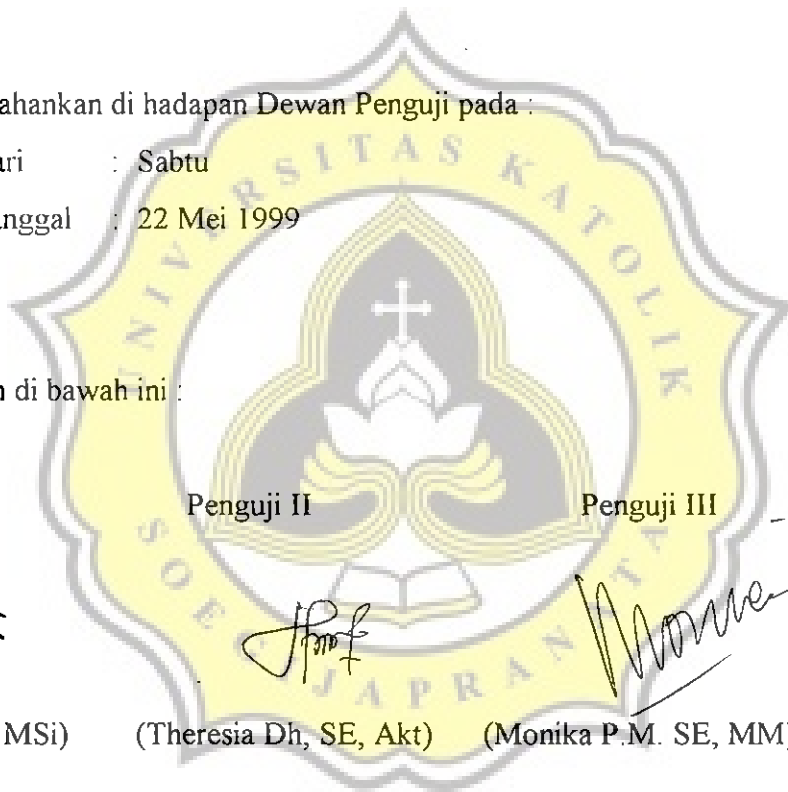 ahankan di hadapan Dewan Penguji pada :
ari : Sabtu
anggal : 22 Mei 1999
n di bawah ini :
Penguji II Penguji III
MSi) (Theresia Dh, SE, Akt) (Monika P.M. SE, MM)
UNIVERSITAS KATOLIK
SOEGIJAPRANATA